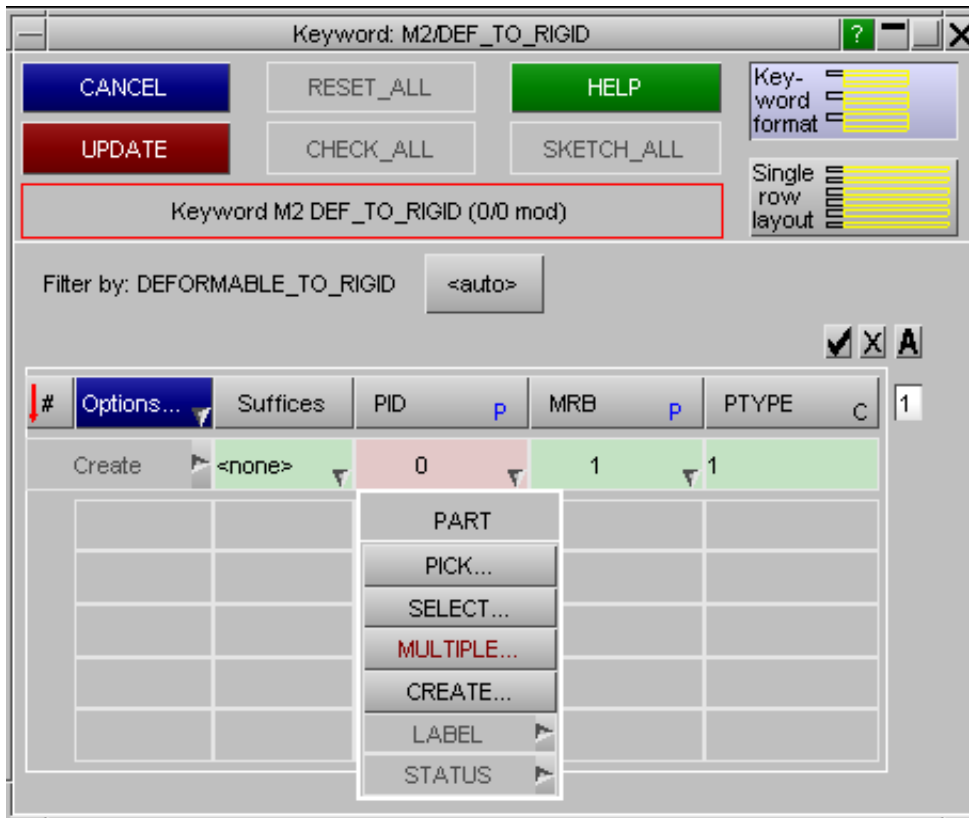 Keyword: M2/DEF_TO_RIGID ?
CANCEL RESET_ALL HELP
UPDATE CHECK_ALL SKETCH_ALL
Key-
word
format
Single
row
layout
Keyword M2 DEF_TO_RIGID (0/0 mod)
Filter by: DEFORMABLE_TO_RIGID <auto>
X A
# Options... Suffices PID P MRB P PTYPE C 1
Create <none> 0 1 1
PART
PICK...
SELECT...
MULTIPLE...
CREATE...
LABEL
STATUS